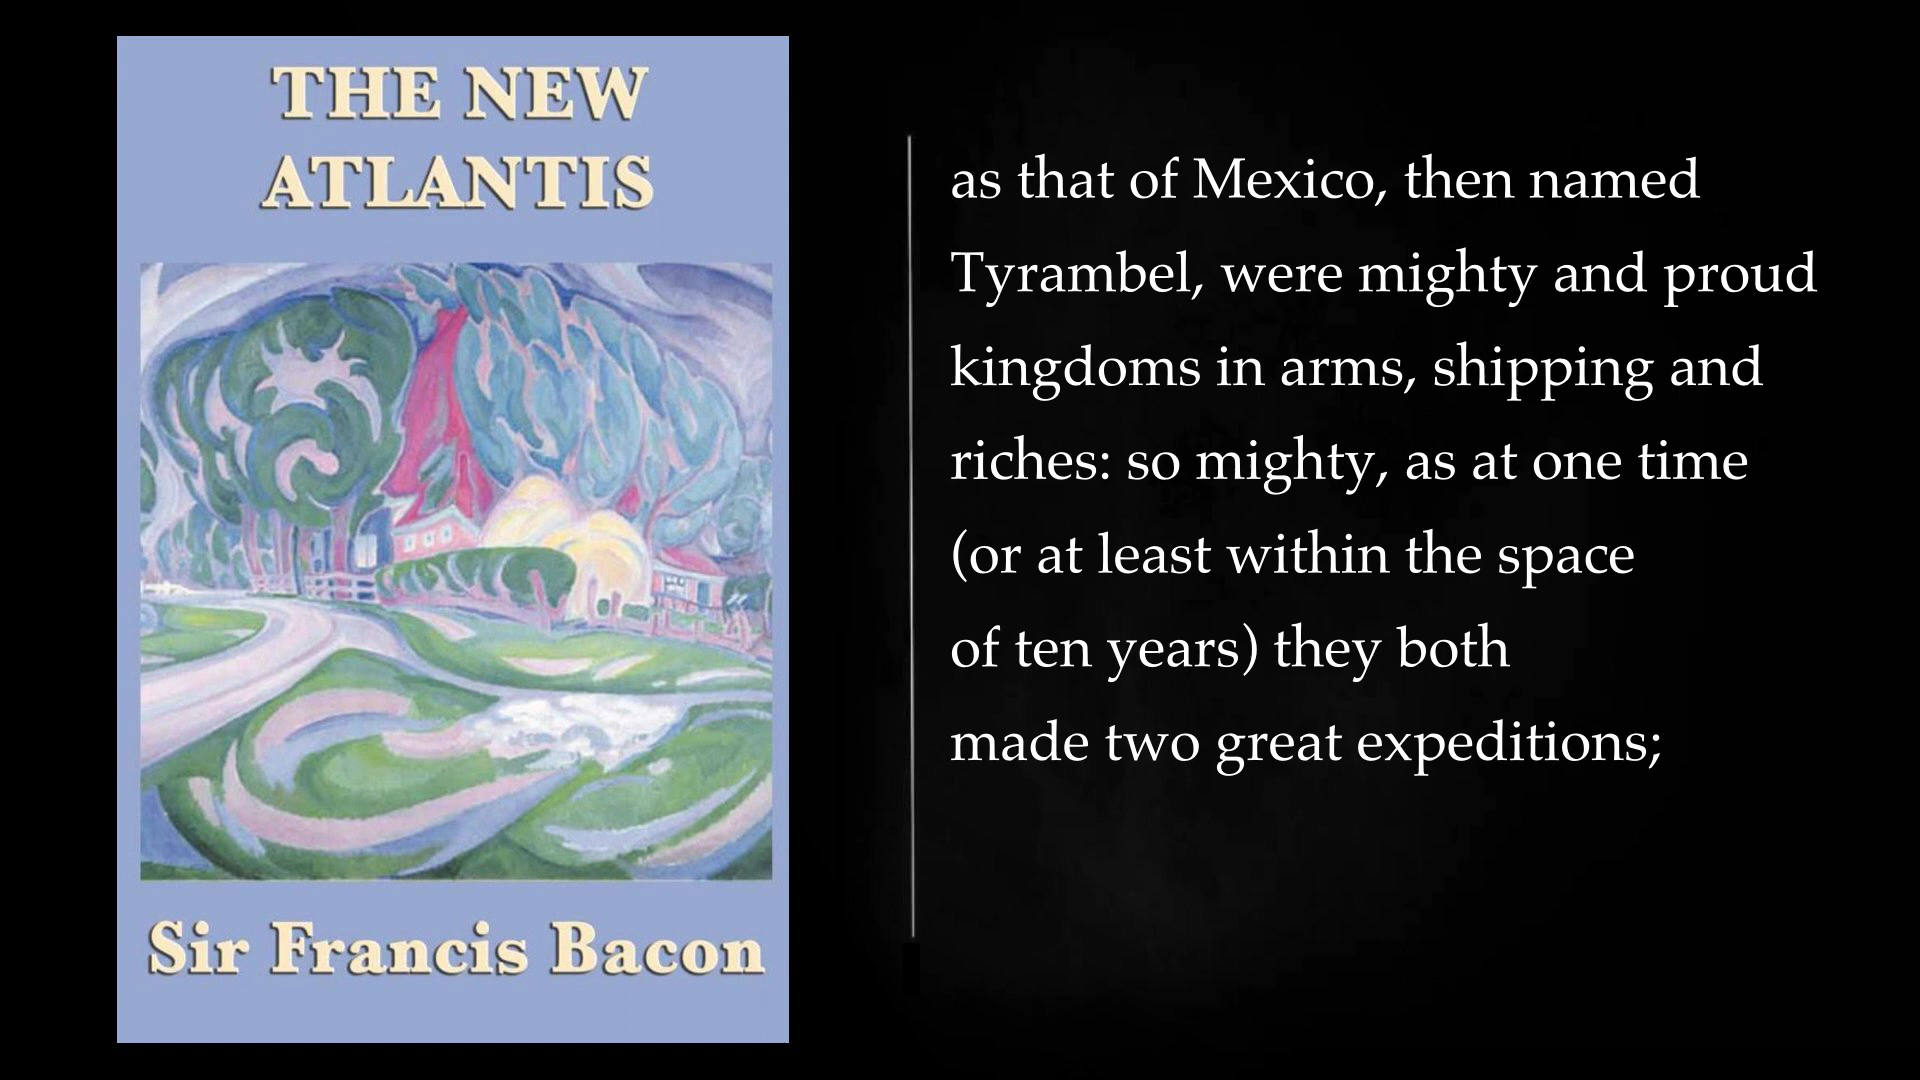 THE NEW
ATLANTIS
Sir Francis Bacon
as that of Mexico, then named
Tyrambel, were mighty and proud
kingdoms in arms, shipping and
riches: so mighty, as at one time
(or at least within the space
of ten years) they both
made two great expeditions;